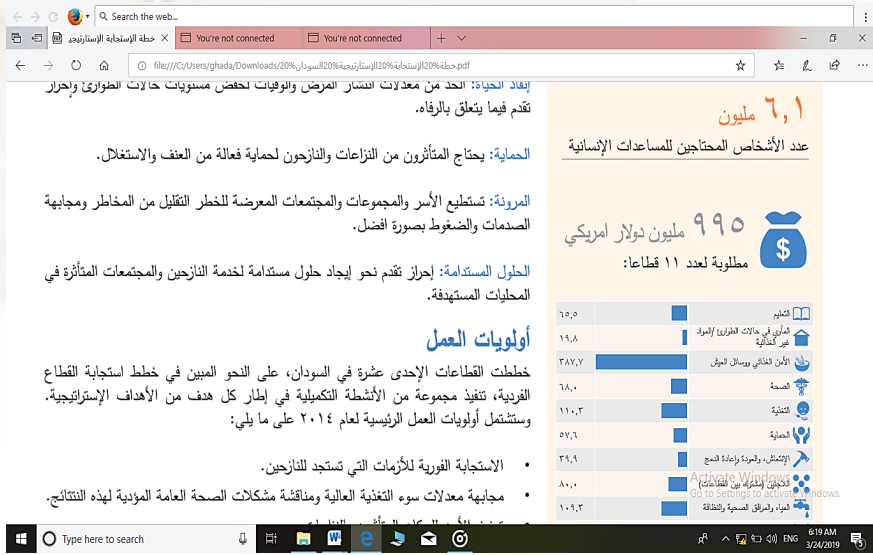 Search the web...
خطة الإستجابة الإستارتيجي
You're not connected
You're not connected
file:///C:/Users/ghada/Downloads/خطة%20الإستجابة%20الإستارتيجية%20السودان%20.pdf
إنقاذ الحياة: الحد من معدلات انتشار المرض والوفيات لخفض مستويات حالات الطوارئ وإحراز
تقدم فيما يتعلق بالرفاه.
الحماية: يحتاج المتأثرون من النزاعات والنازحون لحماية فعالة من العنف والاستغلال.
المرونة: تستطيع الأسر والمجموعات والمجتمعات المعرضة للخطر التقليل من المخاطر ومجابهة
الصدمات والضغوط بصورة افضل.
الحلول المستدامة: إحراز تقدم نحو إيجاد حلول مستدامة لخدمة النازحين والمجتمعات المتأثرة في
المحليات المستهدفة.
أولويات العمل
خططت القطاعات الإحدى عشرة في السودان، على النحو المبين في خطط استجابة القطاع
الفردية، تنفيذ مجموعة من الأنشطة التكميلية في إطار كل هدف من الأهداف الإستراتيجية.
وستشتمل أولويات العمل الرئيسية لعام ٢٠١٤ على ما يلي:
• الاستجابة الفورية للأزمات التي تستجد للنازحين.
• مجابهة معدلات سوء التغذية العالية ومناقشة مشكلات الصحة العامة المؤدية لهذه النتتائج.
٦,١ مليون
عدد الأشخاص المحتاجين للمساعدات الإنسانية
٩٩٥ مليون دولار امريكي
مطلوبة لعدد ١١ قطاعا:
التعليم ٦٥,٥
المأوى في حالات الطوارئ /المواد
غير الغذائية ١٩,٨
الأمن الغذائي ووسائل العيش ٣٨٧,٧
الصحة ٦٨,٠
التغذية ١١٠,٣
الحماية ٥٧,٦
الإنتعاش، والعودة وإعادة الدمج ٣٩,٩
اللاجئين (مشترك بين القطاعات) ٨٠,٠
المياه والمرافق الصحية والنظافة ١٠٩,٣
Activate Windows
Go to Settings to activate Windows.
Type here to search
ENG
6:19 AM
3/24/2019
5